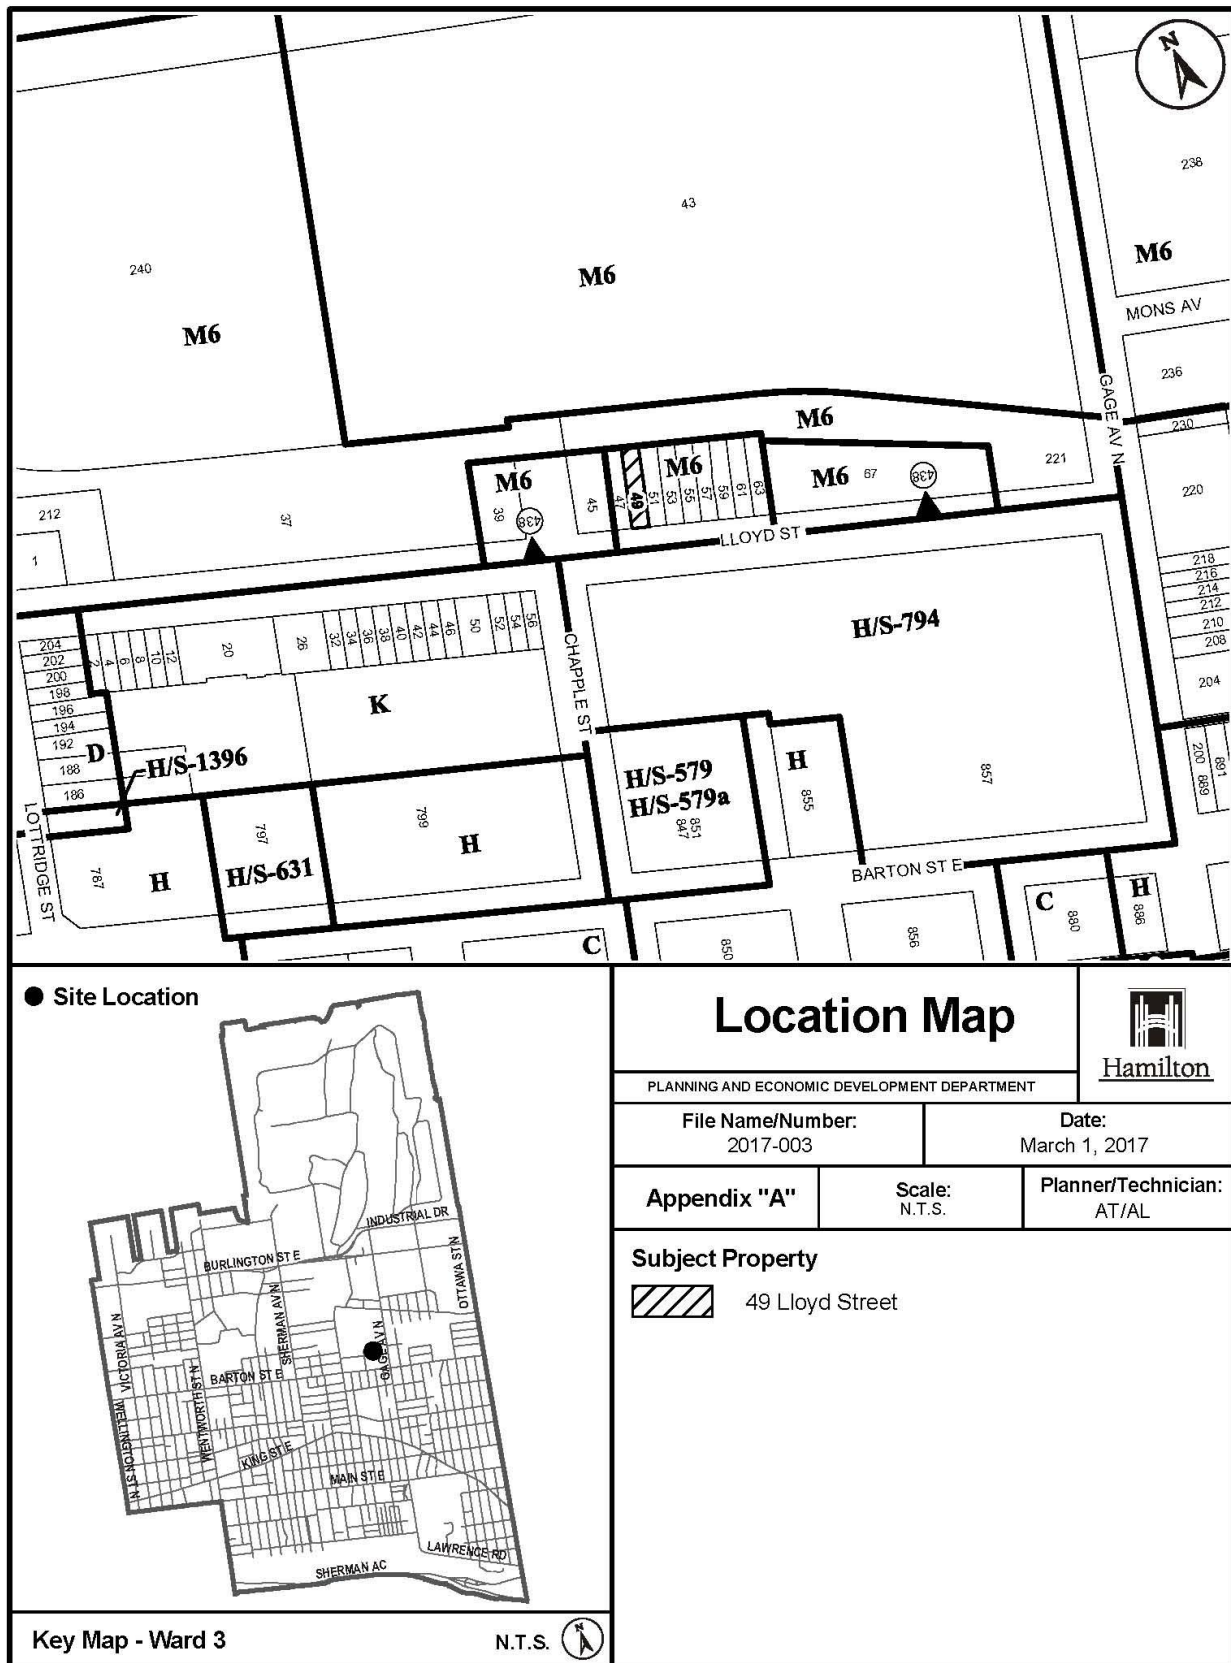 N
238
43
M6
240
M6
M6
MONS AV
236
GAGE AV N
M6
230
M6
M6
M6
67
438
221
220
212
37
39
438
45
47
49
51
53
55
57
59
61
63
1
LLOYD ST
218
216
214
212
210
208
204
H/S-794
204
202
200
198
196
194
192
188
186
2
4
6
8
10
12
20
26
32
34
36
38
40
42
44
46
50
52
54
56
CHAPPLE ST
K
D
H/S-1396
H/S-579
H/S-579a
847
851
H
855
857
200
889
891
LOTTRIDGE ST
787
H
797
H/S-631
799
H
BARTON ST E
C
850
856
C
880
H
886
Site Location
INDUSTRIAL DR
BURLINGTON ST E
OTTAWA ST N
SHERMAN AV N
VICTORIA AV N
GAGE AV N
WENTWORTH ST N
BARTON ST E
WELLINGTON ST N
KING ST E
MAIN ST E
LAWRENCE RD
SHERMAN AC
Key Map - Ward 3
N.T.S.
N
Location Map
Hamilton
PLANNING AND ECONOMIC DEVELOPMENT DEPARTMENT
File Name/Number:
2017-003
Date:
March 1, 2017
Appendix "A"
Scale:
N.T.S.
Planner/Technician:
AT/AL
Subject Property
49 Lloyd Street